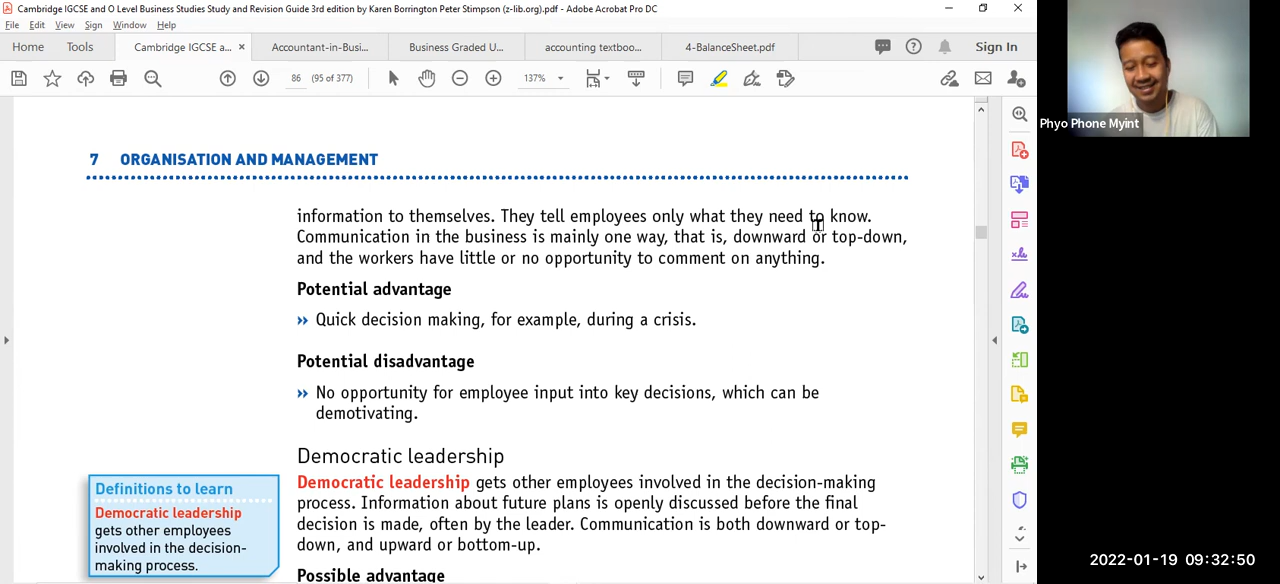 Cambridge IGCSE and O Level Business Studies Study and Revision Guide 3rd edition by Karen Borrington Peter Stimpson (z-lib.org).pdf - Adobe Acrobat Pro DC
File Edit View Sign Window Help
Home Tools Cambridge IGCSE a... × Accountant-in-Busi... Business Graded U... accounting textboo... 4-BalanceSheet.pdf Sign In
86 (95 of 377) 137%
Phyo Phone Myint
7 ORGANISATION AND MANAGEMENT
information to themselves. They tell employees only what they need to know.
Communication in the business is mainly one way, that is, downward or top-down,
and the workers have little or no opportunity to comment on anything.
Potential advantage
» Quick decision making, for example, during a crisis.
Potential disadvantage
» No opportunity for employee input into key decisions, which can be
demotivating.
Democratic leadership
Democratic leadership gets other employees involved in the decision-making
process. Information about future plans is openly discussed before the final
decision is made, often by the leader. Communication is both downward or top-
down, and upward or bottom-up.
Possible advantage
Definitions to learn
Democratic leadership
gets other employees
involved in the decision-
making process.
2022-01-19 09:32:50